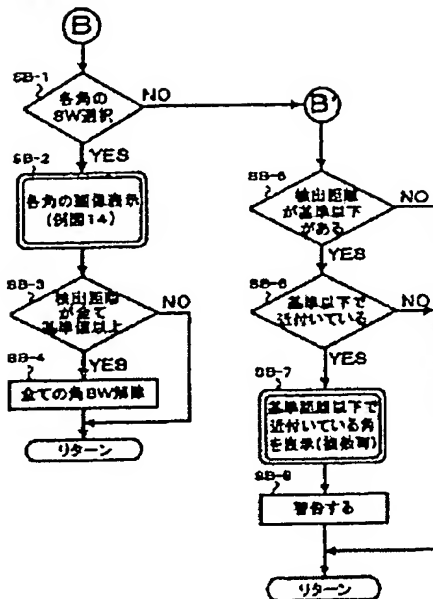 B
SB-1
各角の
SW選択
NO
B'
YES
SB-2
各角の画像表示
(例図14)
SB-3
検出距離
が全て
基準値以上
NO
YES
SB-4
全ての角SW解除
リターン
検出距離
が基準以下
がある
NO
YES
基準以下で
近付いている
NO
YES
SB-7
基準距離以下で
近付いている角
を表示(複数可)
警告する
リターン